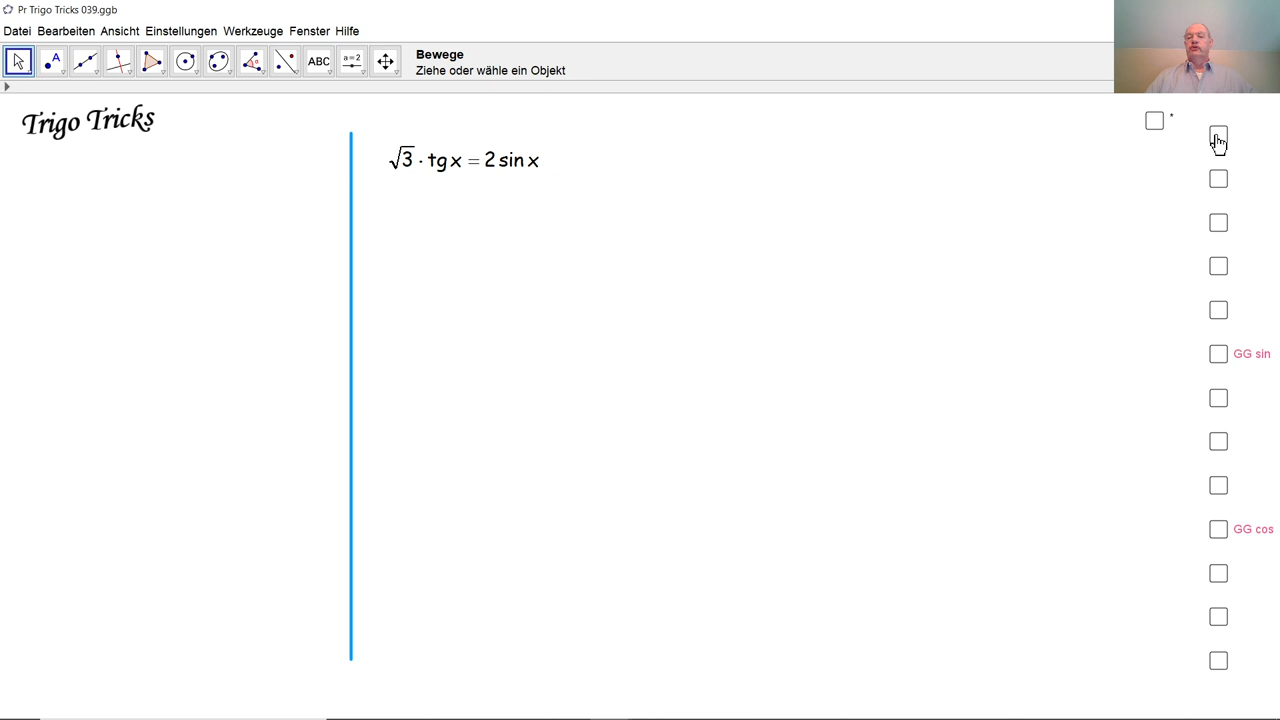 Pr Trigo Tricks 039.ggb
Datei Bearbeiten Ansicht Einstellungen Werkzeuge Fenster Hilfe
A
ABC
a=2
Bewege
Ziehe oder wähle ein Objekt
Trigo Tricks
*
√3 · tg x = 2 sin x
GG sin
GG cos